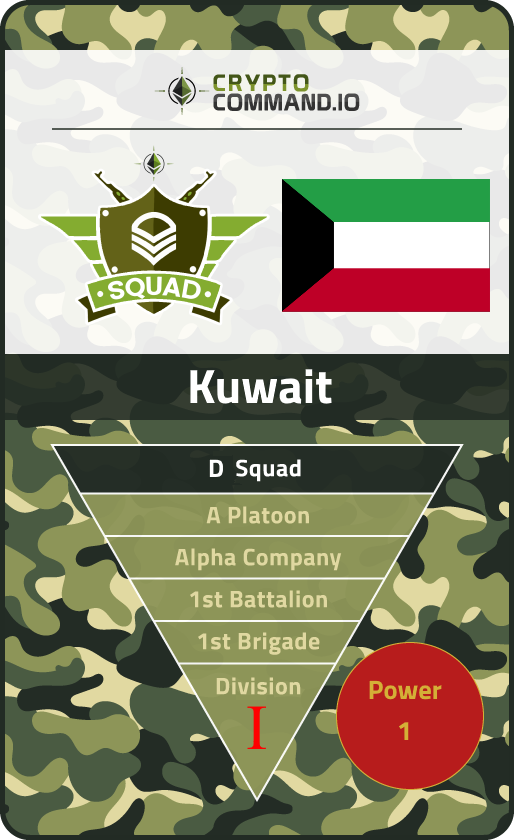 CRYPTO
COMMAND.IO
SQUAD
Kuwait
D Squad
A Platoon
Alpha Company
1st Battalion
1st Brigade
Division
I
Power
1